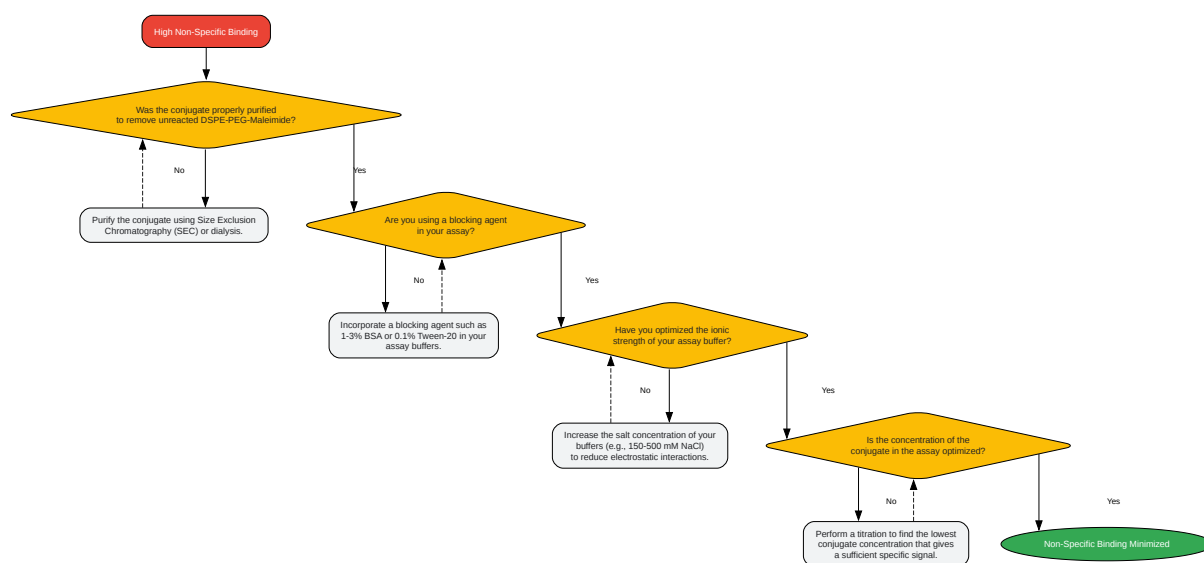 High Non-Specific Binding
Was the conjugate properly purified
to remove unreacted DSPE-PEG-Maleimide?
No
Yes
Purify the conjugate using Size Exclusion
Chromatography (SEC) or dialysis.
Are you using a blocking agent
in your assay?
No
Yes
Incorporate a blocking agent such as
1-3% BSA or 0.1% Tween-20 in your
assay buffers.
Have you optimized the ionic
strength of your assay buffer?
No
Yes
Increase the salt concentration of your
buffers (e.g., 150-500 mM NaCl)
to reduce electrostatic interactions.
Is the concentration of the
conjugate in the assay optimized?
No
Yes
Perform a titration to find the lowest
conjugate concentration that gives
a sufficient specific signal.
Non-Specific Binding Minimized